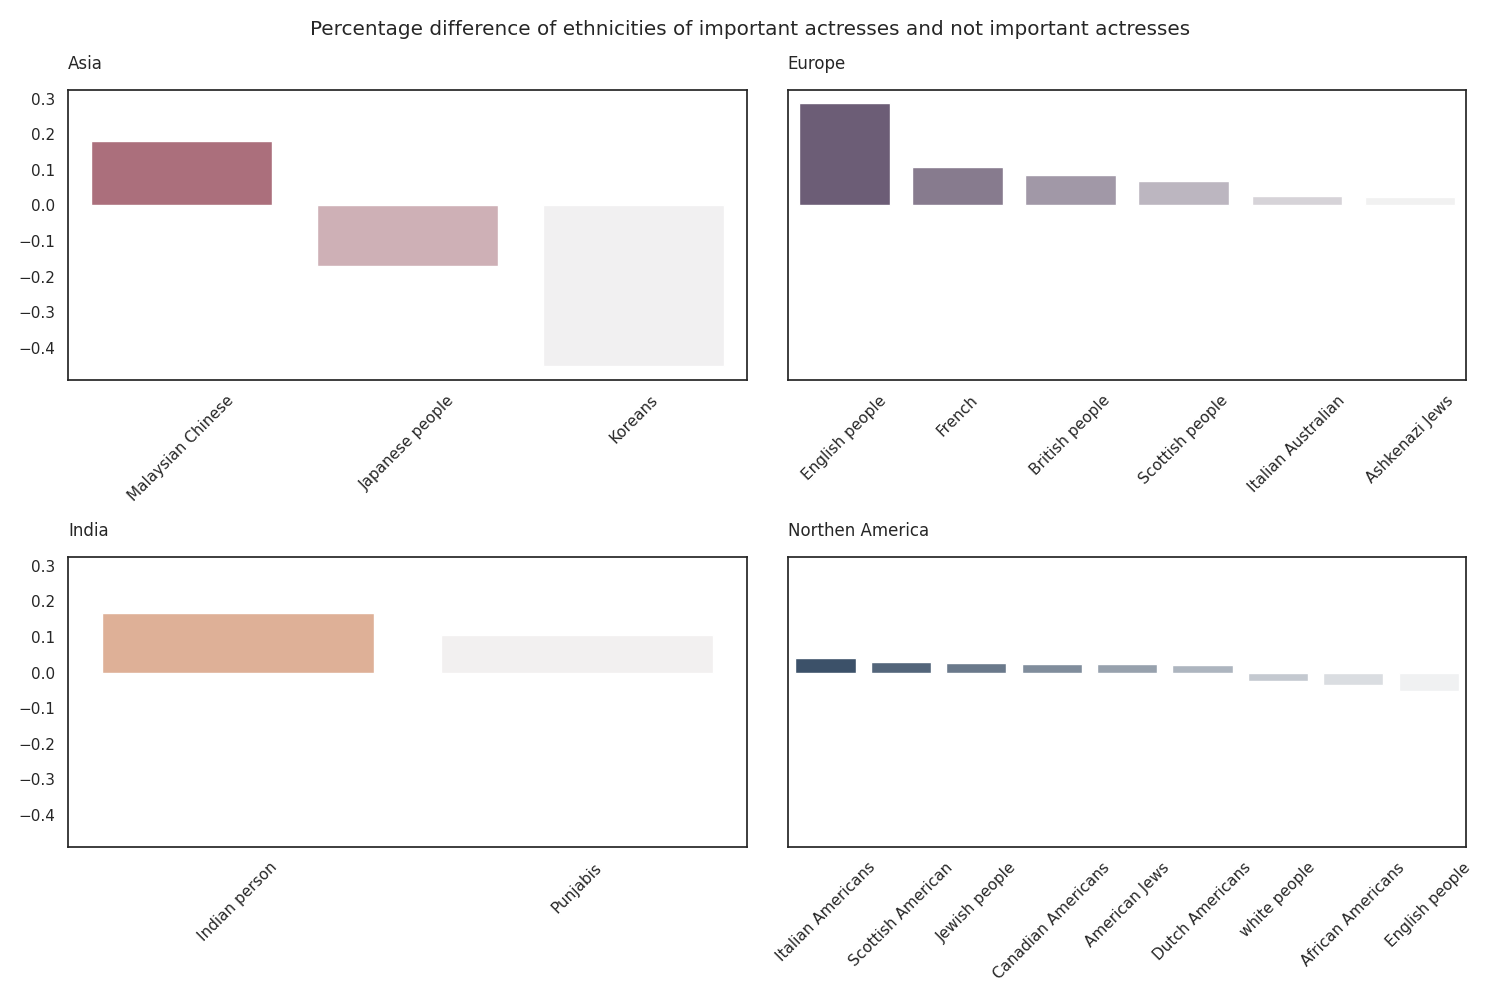 Percentage difference of ethnicities of important actresses and not important actresses
Asia
0.3
0.2
0.1
0.0
−0.1
−0.2
−0.3
−0.4
Malaysian Chinese
Japanese people
Koreans
Europe
English people
French
British people
Scottish people
Italian Australian
Ashkenazi Jews
India
0.3
0.2
0.1
0.0
−0.1
−0.2
−0.3
−0.4
Indian person
Punjabis
Northen America
Italian Americans
Scottish American
Jewish people
Canadian Americans
American Jews
Dutch Americans
white people
African Americans
English people